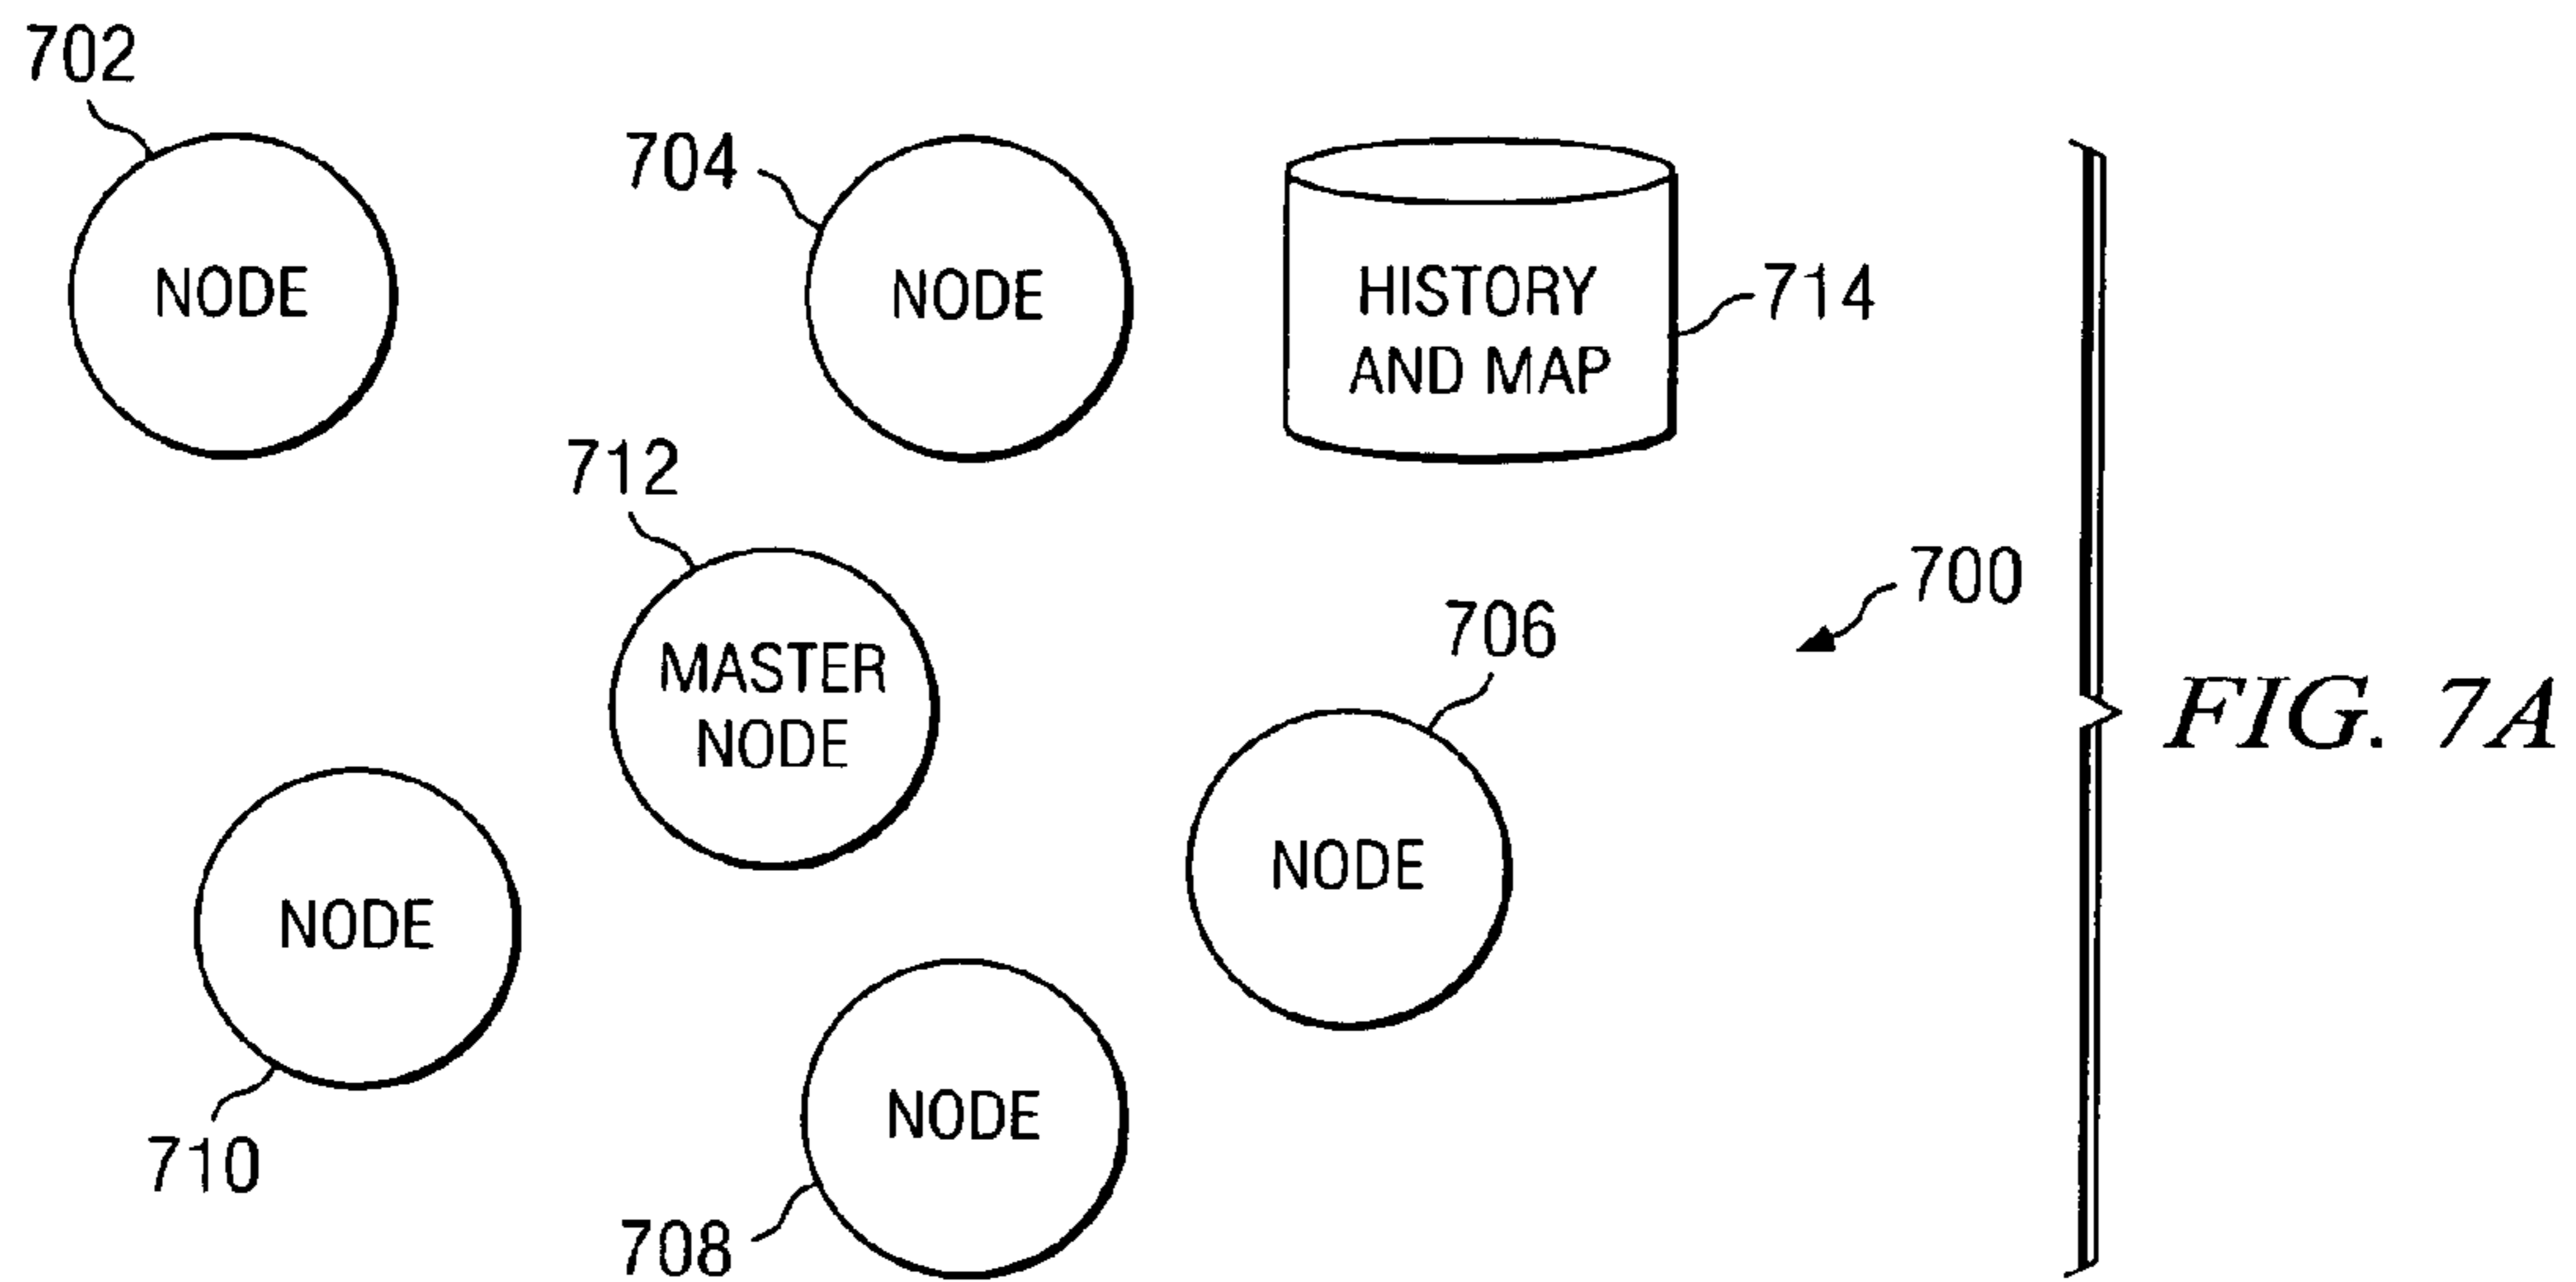 702
704
NODE
NODE
HISTORY
AND MAP
714
712
700
706
MASTER
NODE
FIG. 7A
NODE
NODE
NODE
710
708